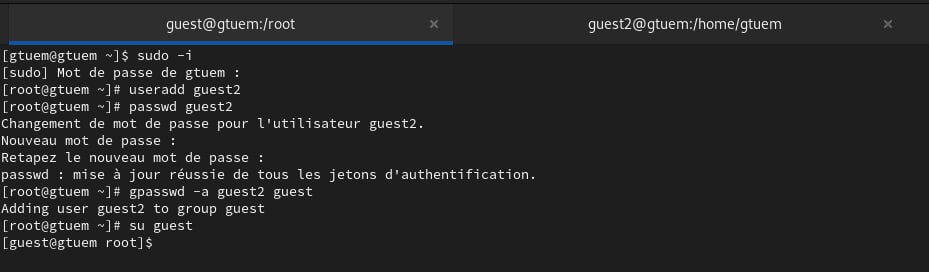 guest@gtuem:/root × guest2@gtuem:/home/gtuem ×
[gtuem@gtuem ~]$ sudo -i
[sudo] Mot de passe de gtuem :
[root@gtuem ~]# useradd guest2
[root@gtuem ~]# passwd guest2
Changement de mot de passe pour l'utilisateur guest2.
Nouveau mot de passe :
Retapez le nouveau mot de passe :
passwd : mise à jour réussie de tous les jetons d'authentification.
[root@gtuem ~]# gpasswd -a guest2 guest
Adding user guest2 to group guest
[root@gtuem ~]# su guest
[guest@gtuem root]$